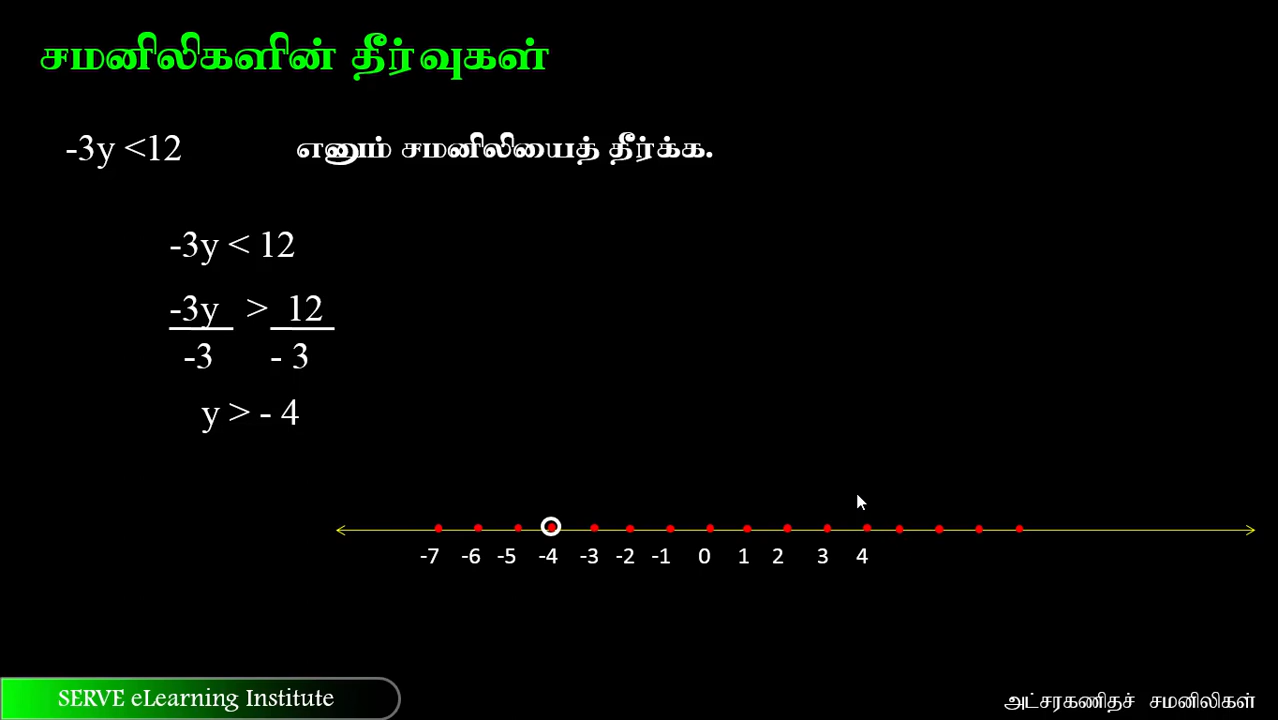 சமனிலிகளின் தீர்வுகள்
-3y <12 எனும் சமனிலியைத் தீர்க்க.
-3y < 12
-3y > 12
-3 - 3
y > - 4
-7 -6 -5 -4 -3 -2 -1 0 1 2 3 4
SERVE eLearning Institute
அட்சரகணிதச் சமனிலிகள்